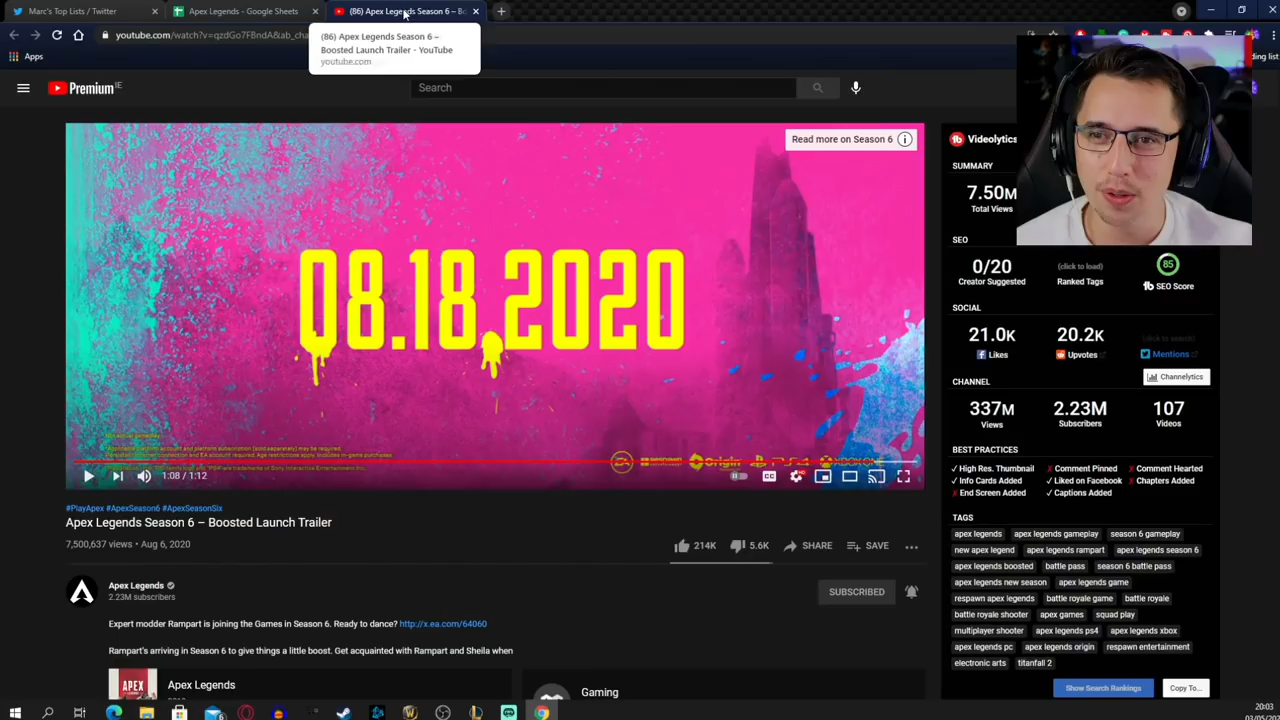 Marc's Top Lists / Twitter
Apex Legends - Google Sheets
(86) Apex Legends Season 6 – Bo
youtube.com/watch?v=qzdGo7FBndA&ab_cha
(86) Apex Legends Season 6 –
Boosted Launch Trailer - YouTube
youtube.com
Apps
ding list
Premium IE
Search
Read more on Season 6
08.18.2020
Origin
PS4
1:08 / 1:12
#PlayApex #ApexSeason6 #ApexSeasonSix
Apex Legends Season 6 – Boosted Launch Trailer
7,500,637 views • Aug 6, 2020
214K
5.6K
SHARE
SAVE
Apex Legends
2.23M subscribers
SUBSCRIBED
Expert modder Rampart is joining the Games in Season 6. Ready to dance? http://x.ea.com/64060
Rampart's arriving in Season 6 to give things a little boost. Get acquainted with Rampart and Sheila when
APEX
Apex Legends
Gaming
tb Videolytics
SUMMARY
7.50M
Total Views
SEO
0/20
Creator Suggested
(click to load)
Ranked Tags
85
tb SEO Score
SOCIAL
21.0K
Likes
20.2K
Upvotes
(click to search)
Mentions
CHANNEL
Channelytics
337M
Views
2.23M
Subscribers
107
Videos
BEST PRACTICES
✓ High Res. Thumbnail
✗ Comment Pinned
✗ Comment Hearted
✓ Info Cards Added
✓ Liked on Facebook
✗ Chapters Added
✗ End Screen Added
✓ Captions Added
TAGS
apex legends
apex legends gameplay
season 6 gameplay
new apex legend
apex legends rampart
apex legends season 6
apex legends boosted
battle pass
season 6 battle pass
apex legends new season
apex legends game
respawn apex legends
battle royale game
battle royale
battle royale shooter
apex games
squad play
multiplayer shooter
apex legends ps4
apex legends xbox
apex legends pc
apex legends origin
respawn entertainment
electronic arts
titanfall 2
Show Search Rankings
Copy To...
20:03